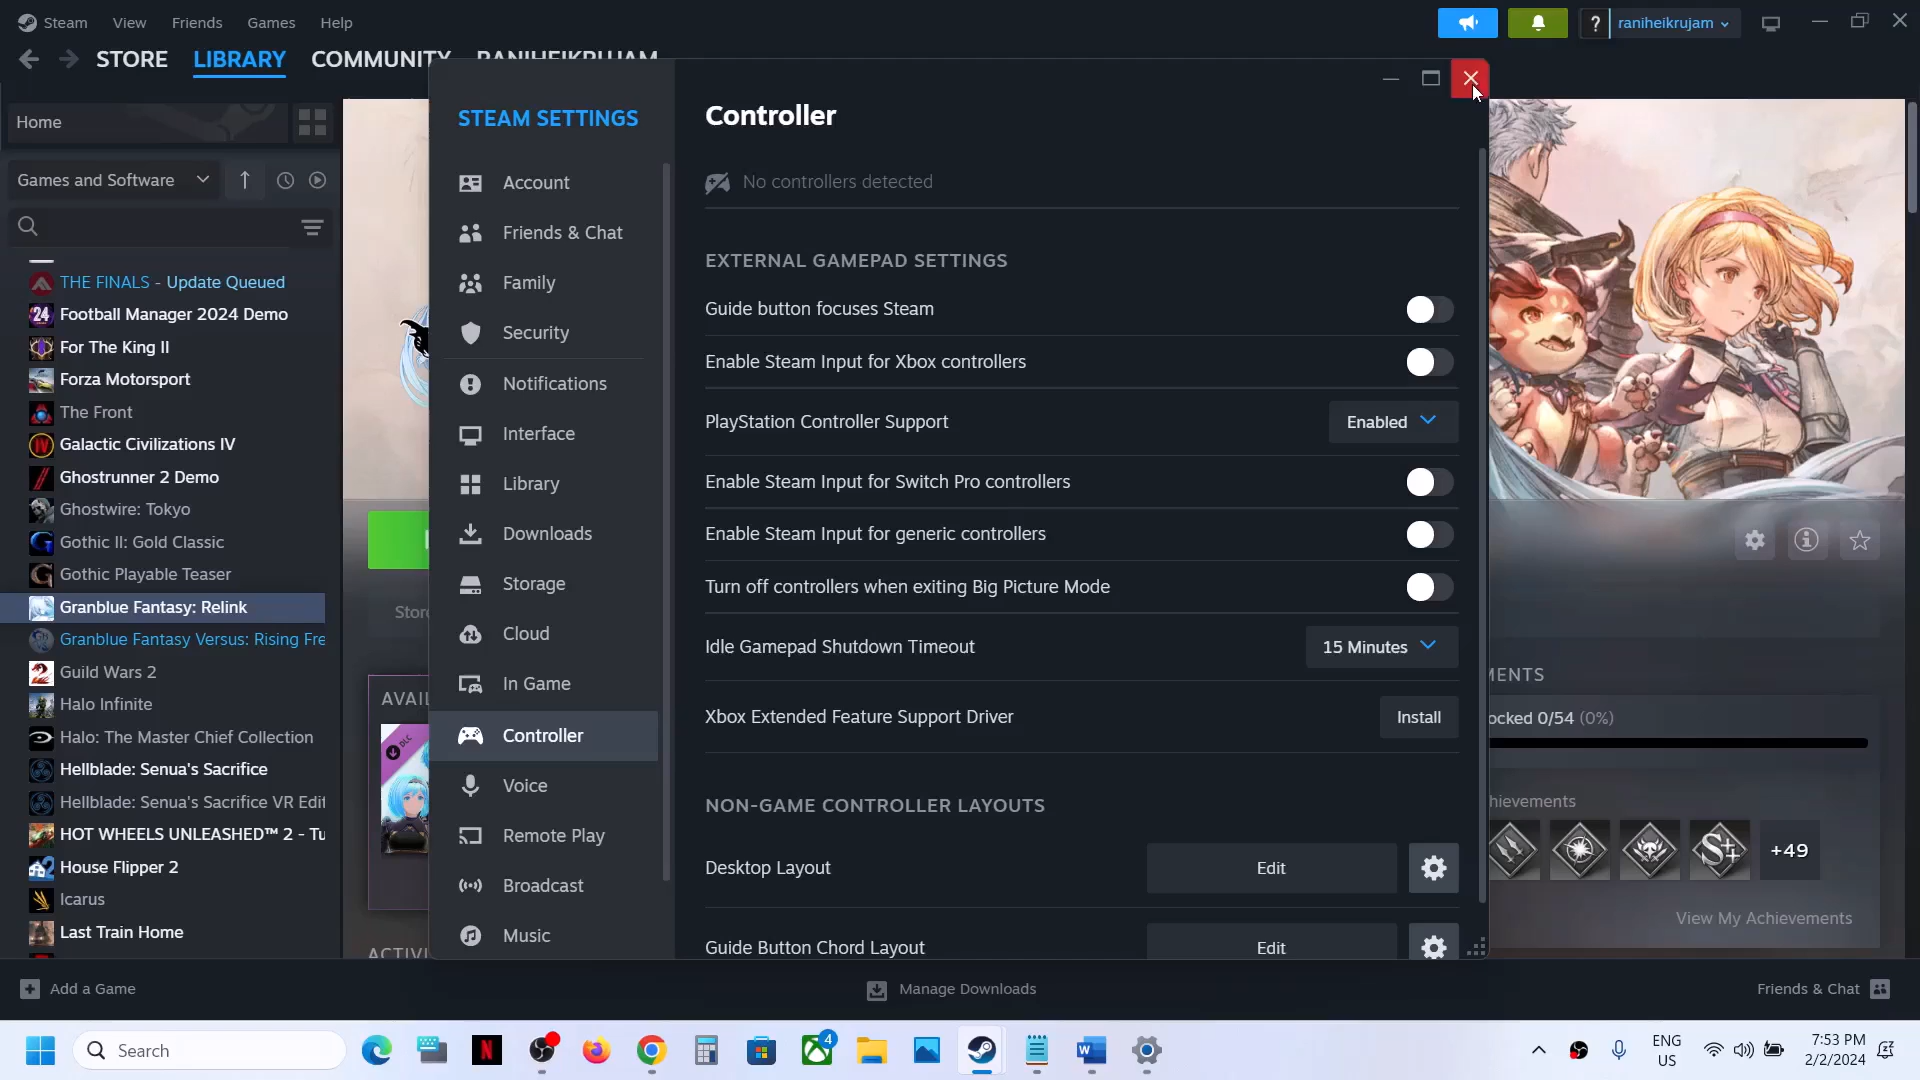 Steam View Friends Games Help
raniheikrujam
STORE LIBRARY COMMUNITY RANIHEIKRUJAM
Home
Games and Software
THE FINALS - Update Queued
Football Manager 2024 Demo
For The King II
Forza Motorsport
The Front
Galactic Civilizations IV
Ghostrunner 2 Demo
Ghostwire: Tokyo
Gothic II: Gold Classic
Gothic Playable Teaser
Granblue Fantasy: Relink
Granblue Fantasy Versus: Rising Fre
Guild Wars 2
Halo Infinite
Halo: The Master Chief Collection
Hellblade: Senua's Sacrifice
Hellblade: Senua's Sacrifice VR Edit
HOT WHEELS UNLEASHED™ 2 - Tu
House Flipper 2
Icarus
Last Train Home
STEAM SETTINGS
Account
Friends & Chat
Family
Security
Notifications
Interface
Library
Downloads
Storage
Cloud
In Game
Controller
Voice
Remote Play
Broadcast
Music
Controller
No controllers detected
EXTERNAL GAMEPAD SETTINGS
Guide button focuses Steam
Enable Steam Input for Xbox controllers
PlayStation Controller Support Enabled
Enable Steam Input for Switch Pro controllers
Enable Steam Input for generic controllers
Turn off controllers when exiting Big Picture Mode
Idle Gamepad Shutdown Timeout 15 Minutes
Xbox Extended Feature Support Driver Install
NON-GAME CONTROLLER LAYOUTS
Desktop Layout Edit
Guide Button Chord Layout Edit
Stor
AVAIL
DLC
ACTIVI
MENTS
ocked 0/54 (0%)
hievements
S++
+49
View My Achievements
Add a Game
Manage Downloads
Friends & Chat
Search
4
ENG
US
7:53 PM
2/2/2024